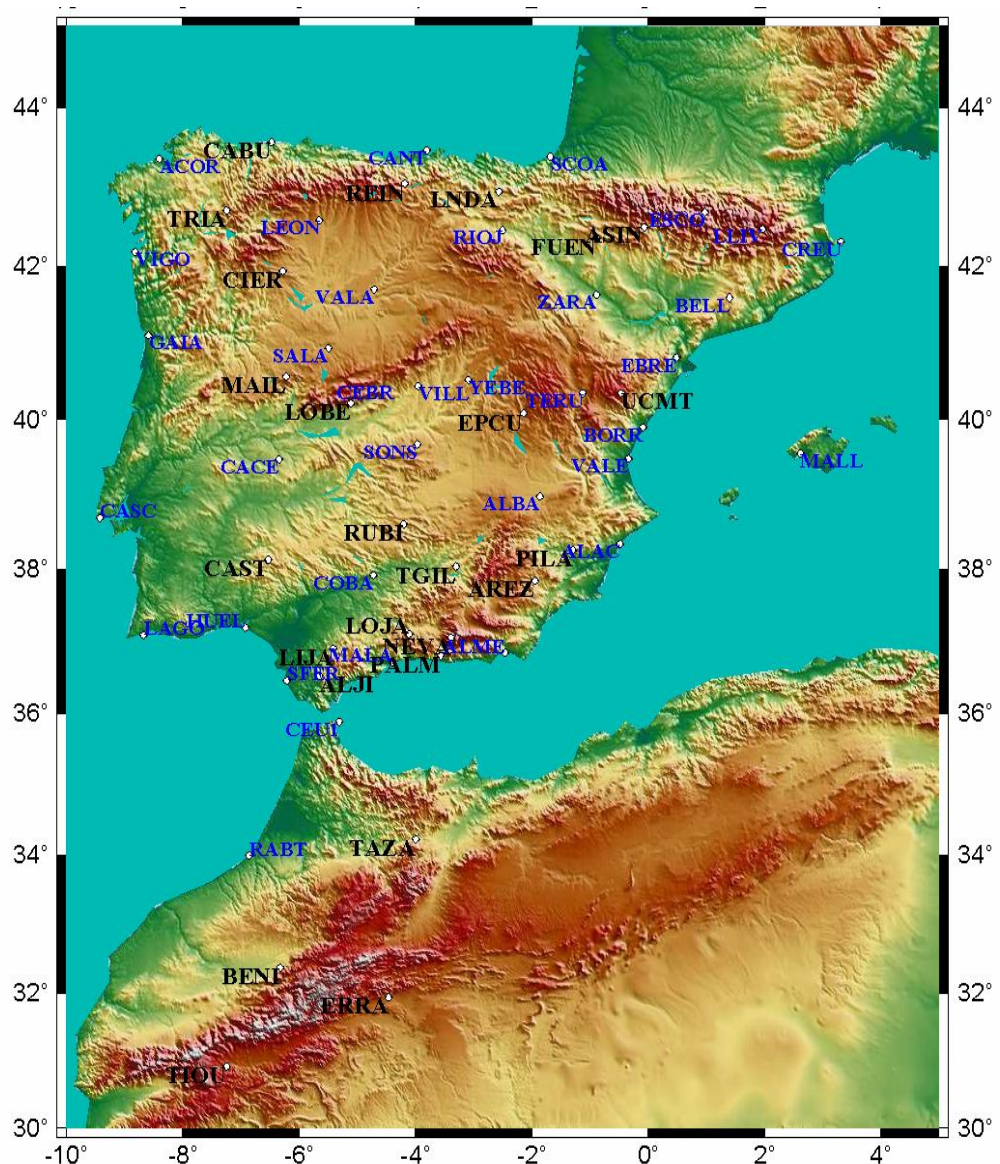 44° 44°
CABU
CANT
SCOA
ACOR
REIN
LNDA
TRIA
LEON
RIOJ
FUEN
ASIN
ESCO
LLIV
CREU
VIGO
CIER
VALA
ZARA
BELL
42° 42°
GAIA
SALA
EBRE
MAIL
CEBR
VILL
YEBE
TERU
UCMT
LOBE
EPCU
40° 40°
BORR
SONS
CACE
VALE
MALL
CASC
ALBA
RUBI
CAST
COBA
TGIL
PILA
ALAC
38° 38°
AREZ
LAGO
HUEL
LOJA
NEVA
ALME
LIJA
MALA
PALM
SFER
ALJI
36° 36°
CEUT
RABT
TAZA
34° 34°
BENI
ERRA
32° 32°
TIOU
30° 30°
-10° -8° -6° -4° -2° 0° 2° 4°